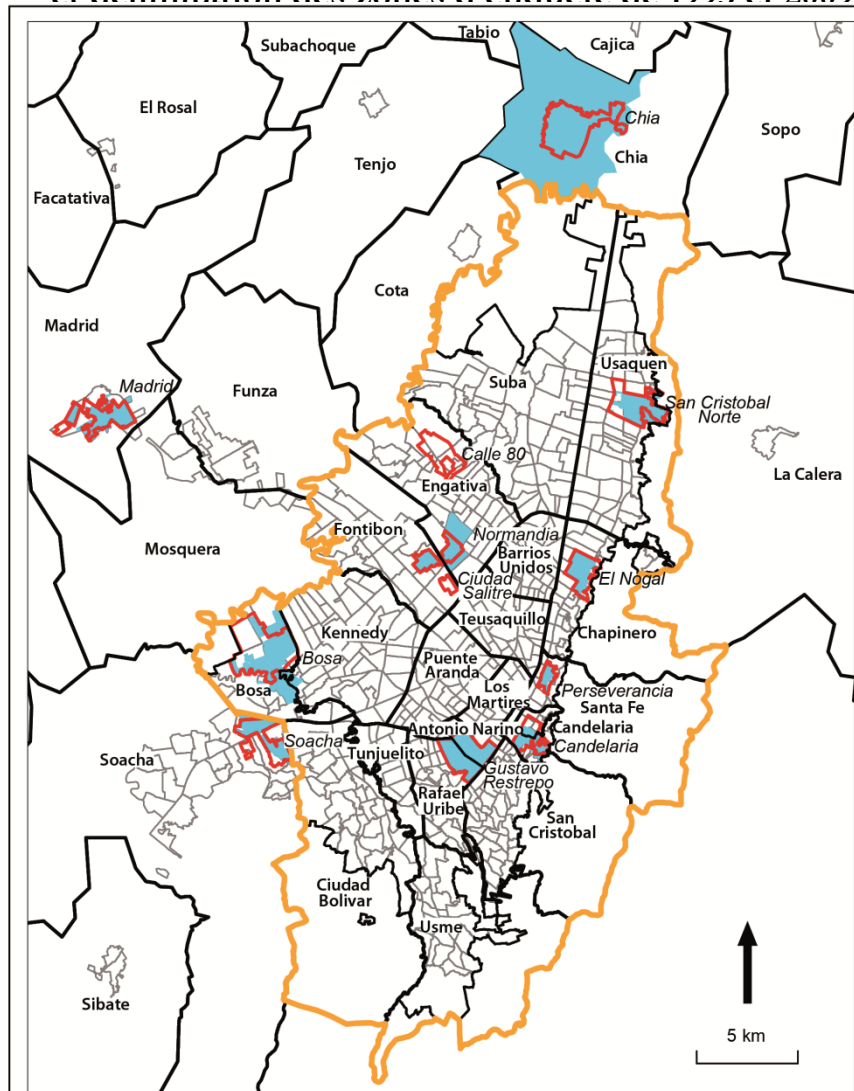 Tabio
Cajica
Subachoque
El Rosal
Chia
Sopo
Tenjo
Chia
Facatativa
Cota
Madrid
Usaquen
Madrid
Funza
Suba
San Cristobal
Norte
Calle 80
La Calera
Engativa
Fontibon
Normandia
Mosquera
Barrios
Unidos
Ciudad
Salitre
El Nogal
Teusaquillo
Kennedy
Chapinero
Bosa
Puente
Aranda
Bosa
Los
Martires
Perseverancia
Santa Fe
Candelaria
Antonio Narino
Soacha
Candelaria
Soacha
Tunjuelito
Gustavo
Restrepo
Rafael
Uribe
San
Cristobal
Ciudad
Bolivar
Usme
Sibate
5 km